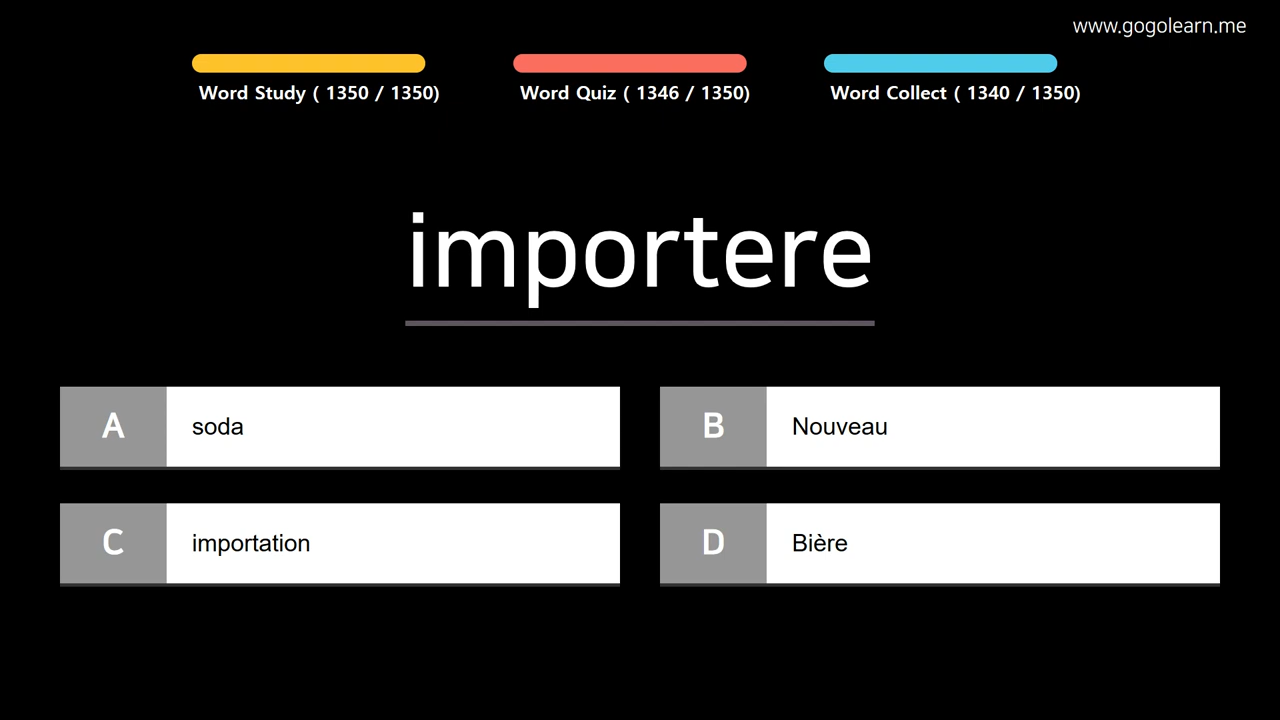 www.gogolearn.me
Word Study ( 1350 / 1350)
Word Quiz ( 1346 / 1350)
Word Collect ( 1340 / 1350)
importere
A soda
B Nouveau
C importation
D Bière